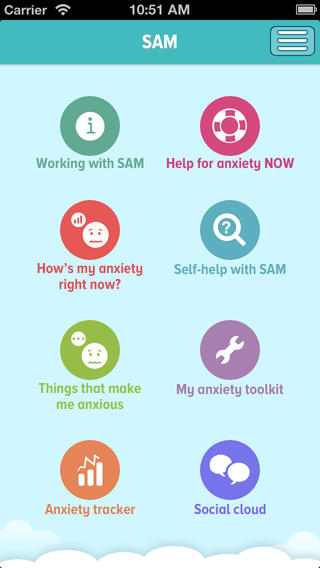 Carrier 10:51 AM
SAM
Working with SAM
Help for anxiety NOW
How's my anxiety
right now?
Self-help with SAM
Things that make
me anxious
My anxiety toolkit
Anxiety tracker
Social cloud